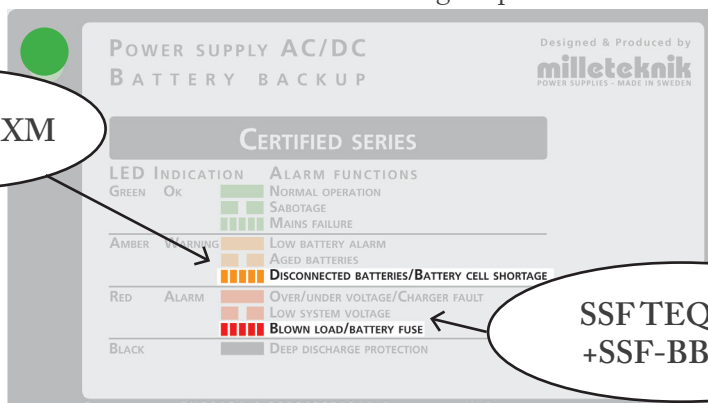 POWER SUPPLY AC/DC
BATTERY BACKUP
Designed & Produced by
milleteknik
POWER SUPPLIES - MADE IN SWEDEN
XM
CERTIFIED SERIES
LED INDICATION ALARM FUNCTIONS
GREEN OK NORMAL OPERATION
SABOTAGE
MAINS FAILURE
AMBER WARNING LOW BATTERY ALARM
AGED BATTERIES
DISCONNECTED BATTERIES/BATTERY CELL SHORTAGE
RED ALARM OVER/UNDER VOLTAGE/CHARGER FAULT
LOW SYSTEM VOLTAGE
BLOWN LOAD/BATTERY FUSE
BLACK DEEP DISCHARGE PROTECTION
SSF TEQ
+SSF-BB